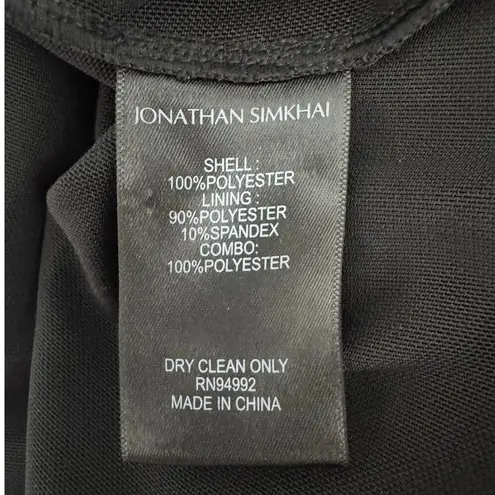 JONATHAN SIMKHAI
SHELL :
100%POLYESTER
LINING :
90%POLYESTER
10%SPANDEX
COMBO:
100%POLYESTER
DRY CLEAN ONLY
RN94992
MADE IN CHINA